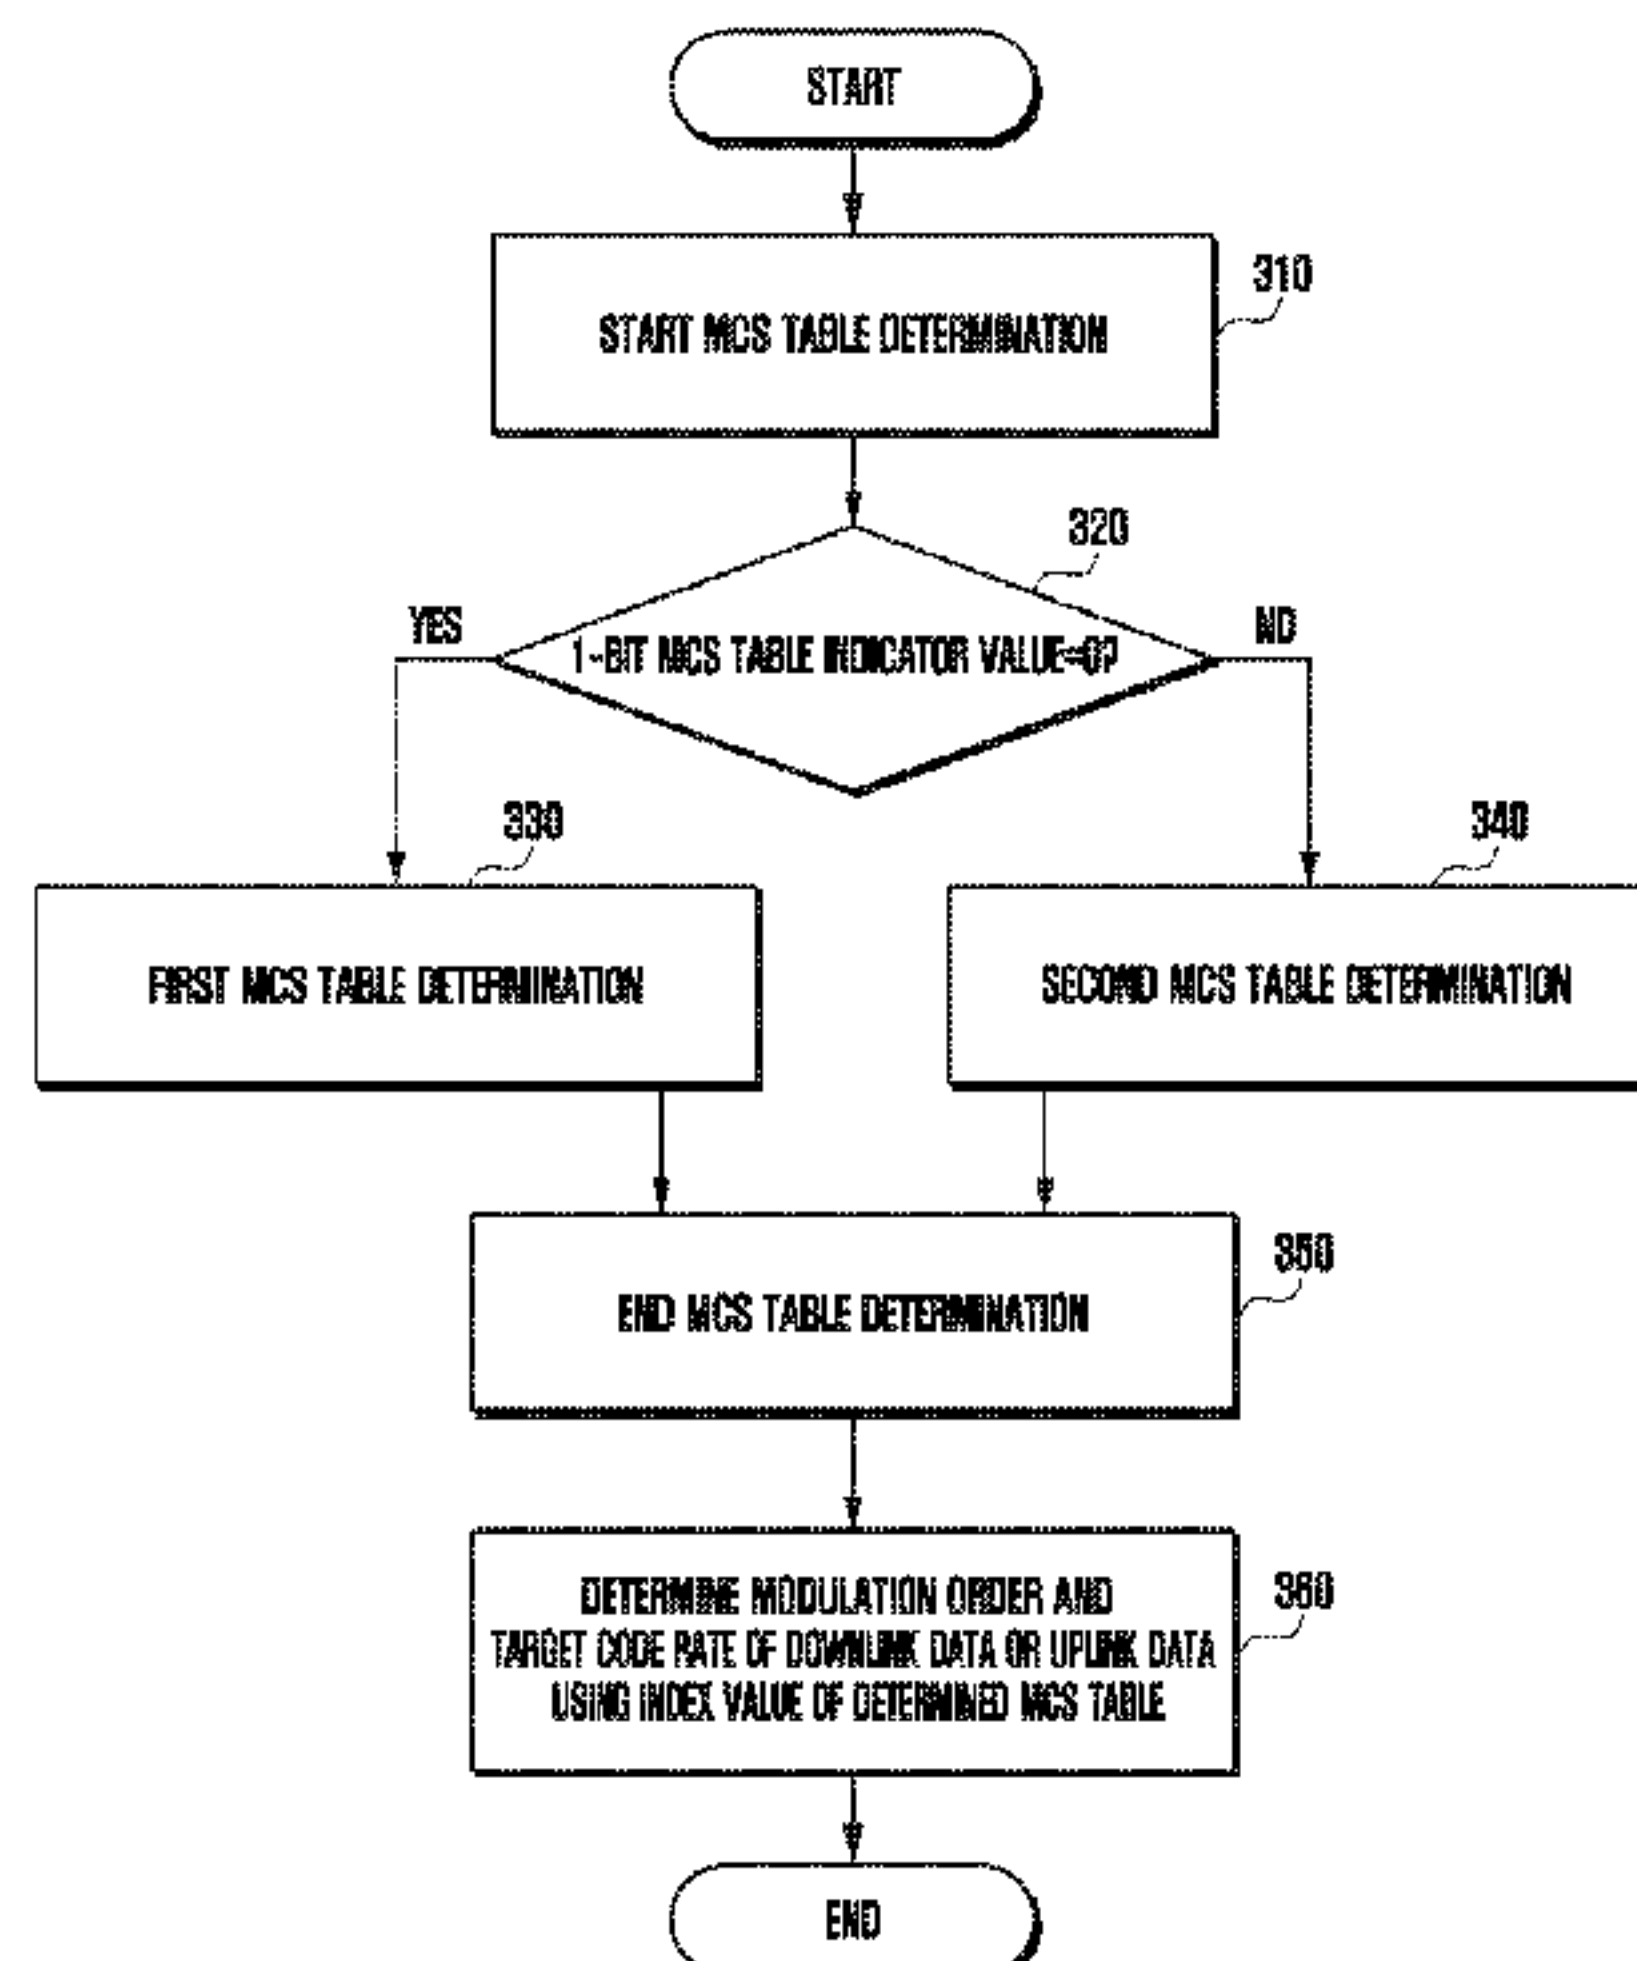 START
START MCS TABLE DETERMINATION
310
320
YES
1-BIT MCS TABLE INDICATOR VALUE=0?
NO
330
340
FIRST MCS TABLE DETERMINATION
SECOND MCS TABLE DETERMINATION
350
END MCS TABLE DETERMINATION
360
DETERMINE MODULATION ORDER AND
TARGET CODE RATE OF DOWNLINK DATA OR UPLINK DATA
USING INDEX VALUE OF DETERMINED MCS TABLE
END